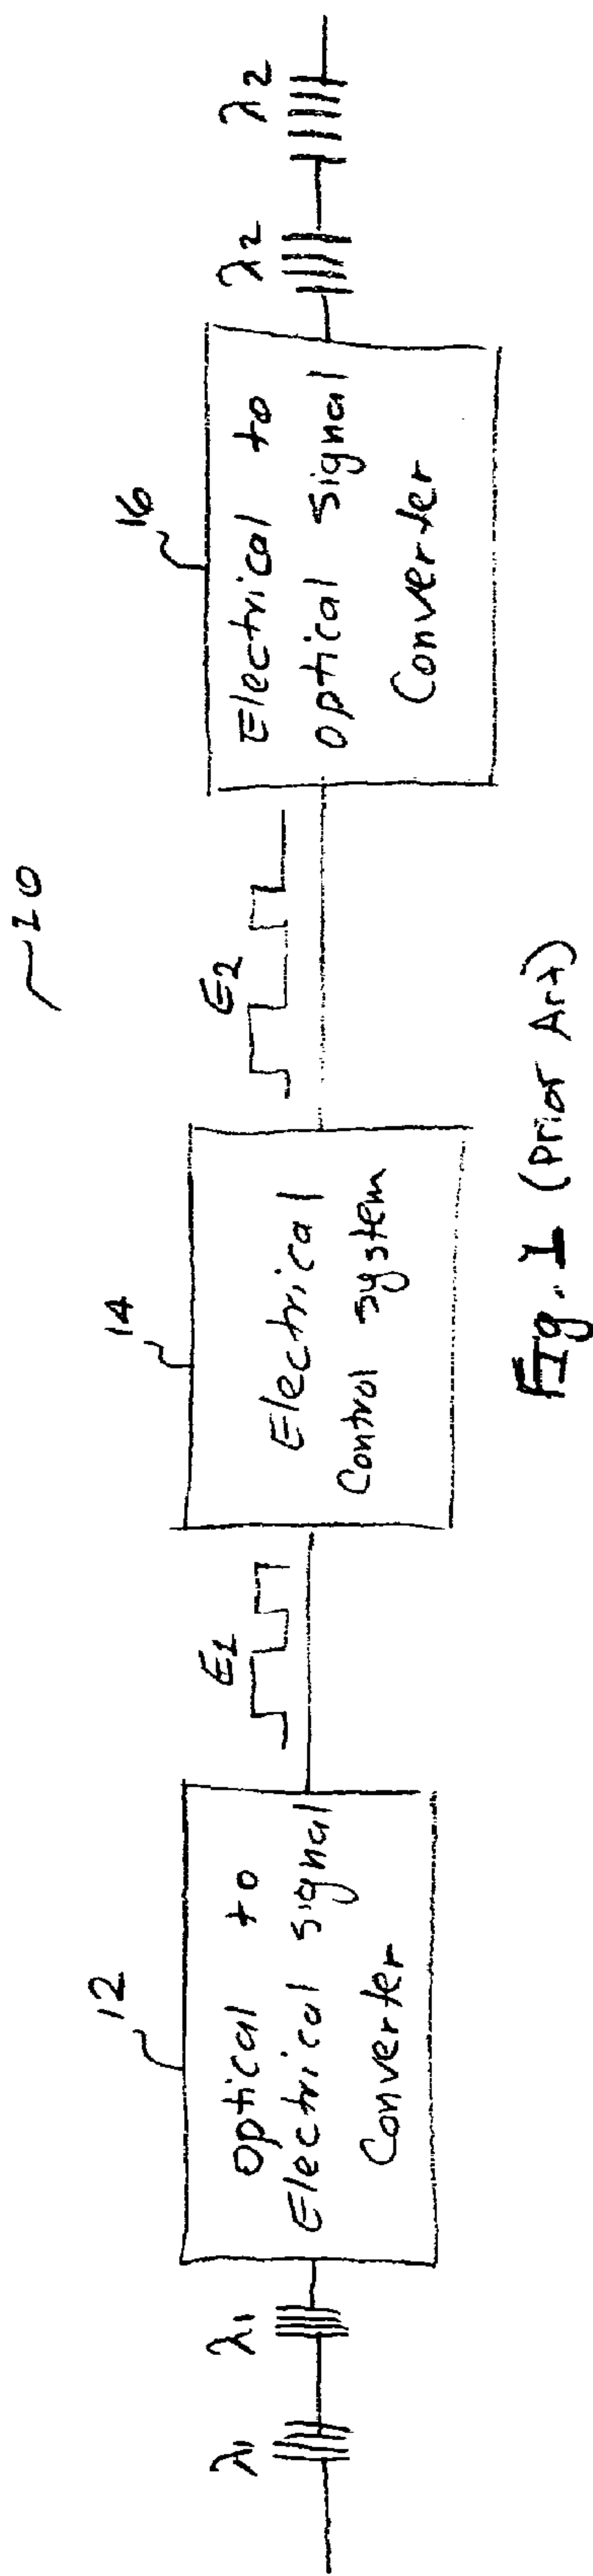 10
λ1
λ1
12
Optical to
Electrical signal
Converter
E1
14
Electrical
Control system
E2
16
Electrical to
optical signal
Converter
λ2
λ2
Fig. 1 (Prior Art)